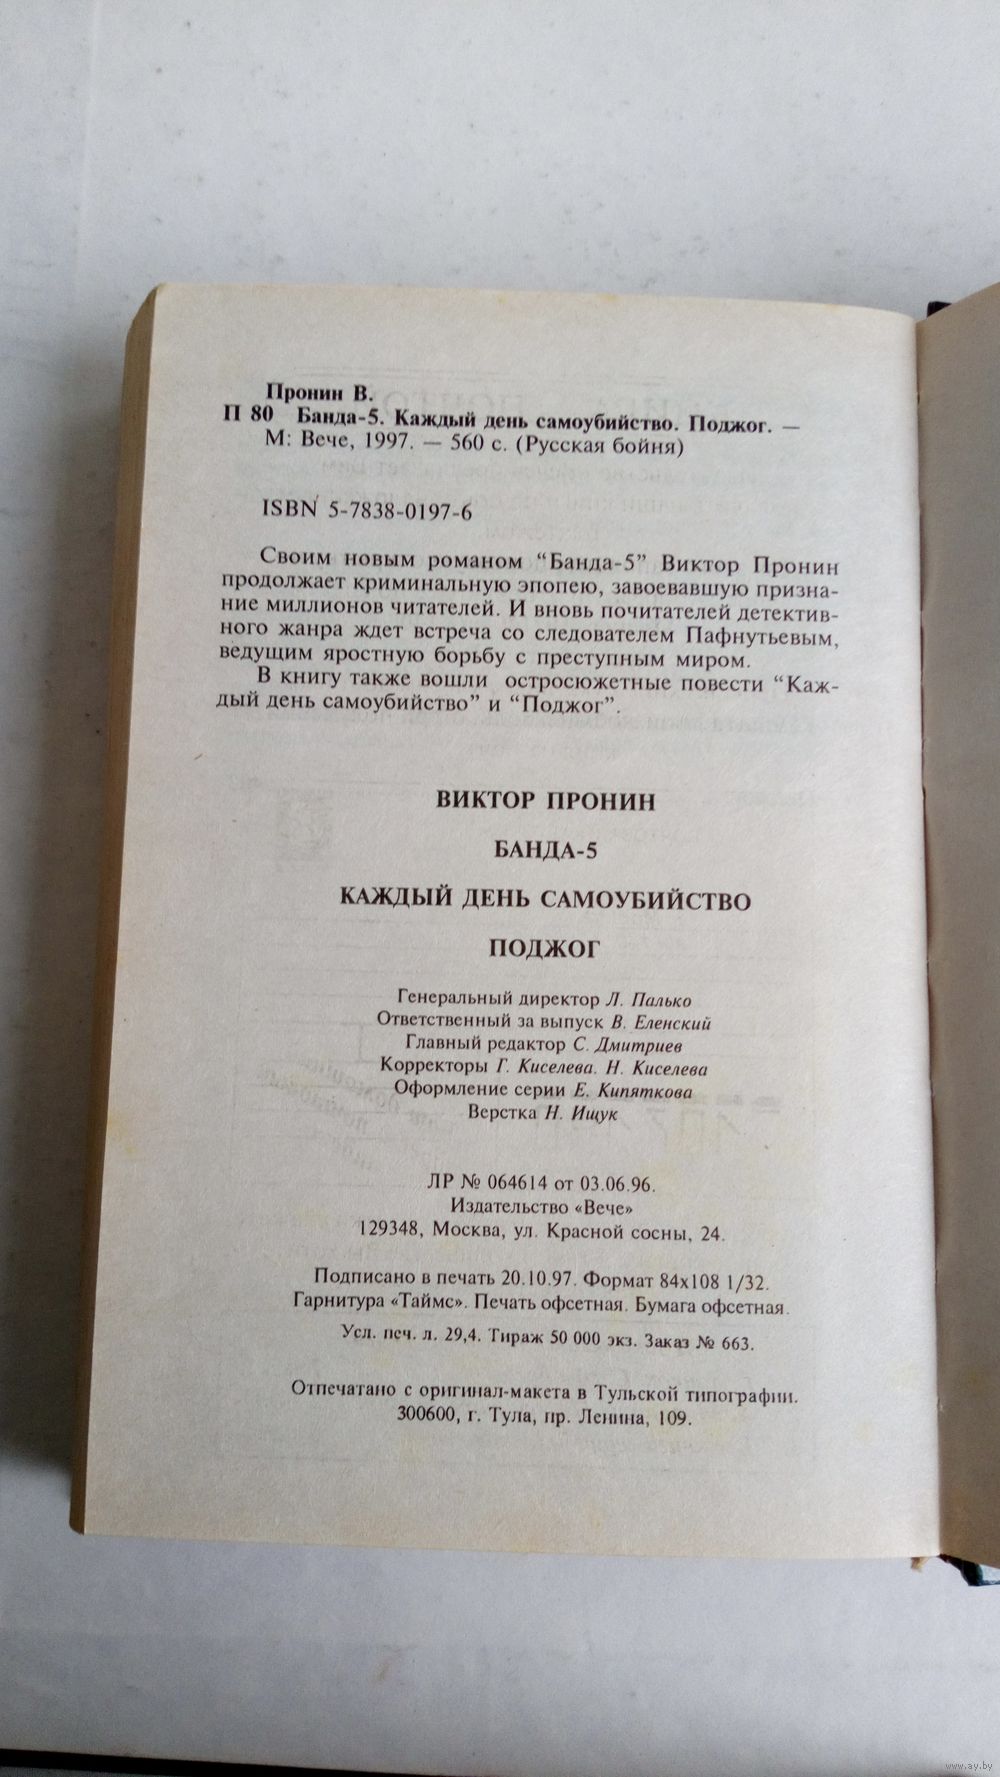 Пронин В.
П 80 Банда-5. Каждый день самоубийство. Поджог. —
М: Вече, 1997. — 560 с. (Русская бойня)
ISBN 5-7838-0197-6
Своим новым романом “Банда-5” Виктор Пронин
продолжает криминальную эпопею, завоевавшую призна-
ние миллионов читателей. И вновь почитателей детектив-
ного жанра ждет встреча со следователем Пафнутьевым,
ведущим яростную борьбу с преступным миром.
В книгу также вошли остросюжетные повести “Каж-
дый день самоубийство” и “Поджог”.
ВИКТОР ПРОНИН
БАНДА-5
КАЖДЫЙ ДЕНЬ САМОУБИЙСТВО
ПОДЖОГ
Генеральный директор Л. Палько
Ответственный за выпуск В. Еленский
Главный редактор С. Дмитриев
Корректоры Г. Киселева. Н. Киселева
Оформление серии Е. Кипяткова
Верстка Н. Ищук
ЛР № 064614 от 03.06.96.
Издательство «Вече»
129348, Москва, ул. Красной сосны, 24.
Подписано в печать 20.10.97. Формат 84х108 1/32.
Гарнитура «Таймс». Печать офсетная. Бумага офсетная.
Усл. печ. л. 29,4. Тираж 50 000 экз. Заказ № 663.
Отпечатано с оригинал-макета в Тульской типографии.
300600, г. Тула, пр. Ленина, 109.
www.ay.by